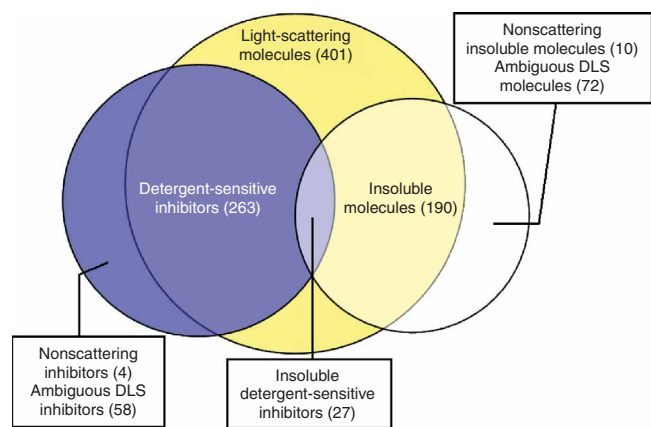 Light-scattering
molecules (401)
Nonscattering
insoluble molecules (10)
Ambiguous DLS
molecules (72)
Detergent-sensitive
inhibitors (263)
Insoluble
molecules (190)
Nonscattering
inhibitors (4)
Ambiguous DLS
inhibitors (58)
Insoluble
detergent-sensitive
inhibitors (27)